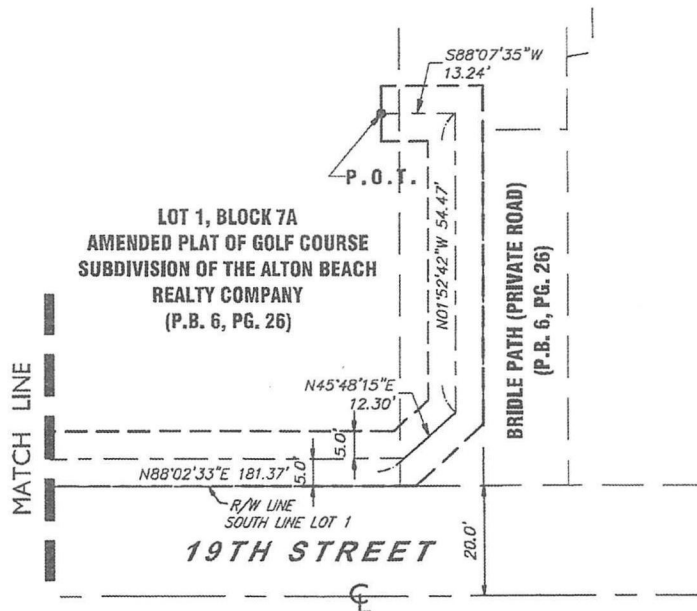 S88°07'35"W
13.24'
P.O.T.
LOT 1, BLOCK 7A
AMENDED PLAT OF GOLF COURSE
SUBDIVISION OF THE ALTON BEACH
REALTY COMPANY
(P.B. 6, PG. 26)
N01°52'42"W 54.47'
BRIDLE PATH (PRIVATE ROAD)
(P.B. 6, PG. 26)
MATCH LINE
N45°48'15"E
12.30'
5.0'
5.0'
N88°02'33"E 181.37'
R/W LINE
SOUTH LINE LOT 1
19TH STREET
20.0'
℄